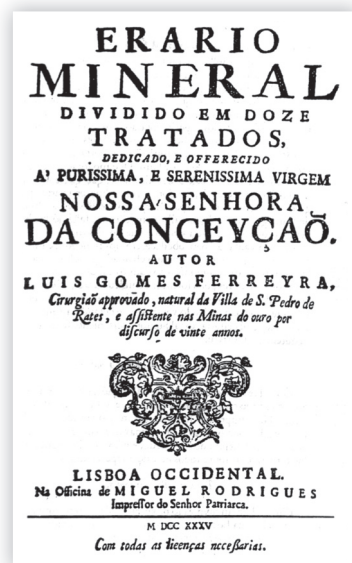 ERARIO
MINERAL
DIVIDIDO EM DOZE
TRATADOS,
DEDICADO, E OFFERECIDO
A' PURISSIMA, E SERENISSIMA VIRGEM
NOSSA SENHORA
DA CONCEYÇAÕ.
AUTOR
LUIS GOMES FERREYRA,
Cirurgiaõ approvado, natural da Villa de S. Pedro de
Rates, e assistente nas Minas do ouro por
discurso de vinte annos.
LISBOA OCCIDENTAL.
Na Officina de MIGUEL RODRIGUES
Impressor do Senhor Patriarca.
M DCC XXXV
Com todas as licenças necessarias.